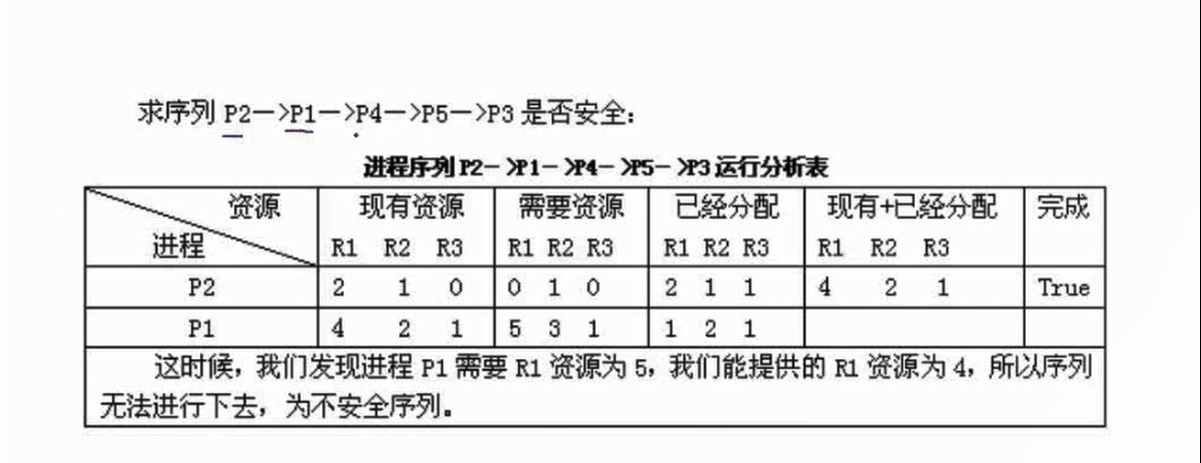 求序列 P2—>P1—>P4—>P5—>P3 是否安全：
进程序列 P2—>P1—>P4—>P5—>P3 运行分析表
资源 现有资源 需要资源 已经分配 现有+已经分配 完成
进程 R1 R2 R3 R1 R2 R3 R1 R2 R3 R1 R2 R3
P2 2 1 0 0 1 0 2 1 1 4 2 1 True
P1 4 2 1 5 3 1 1 2 1
这时候，我们发现进程 P1 需要 R1 资源为 5，我们能提供的 R1 资源为 4，所以序列
无法进行下去，为不安全序列。